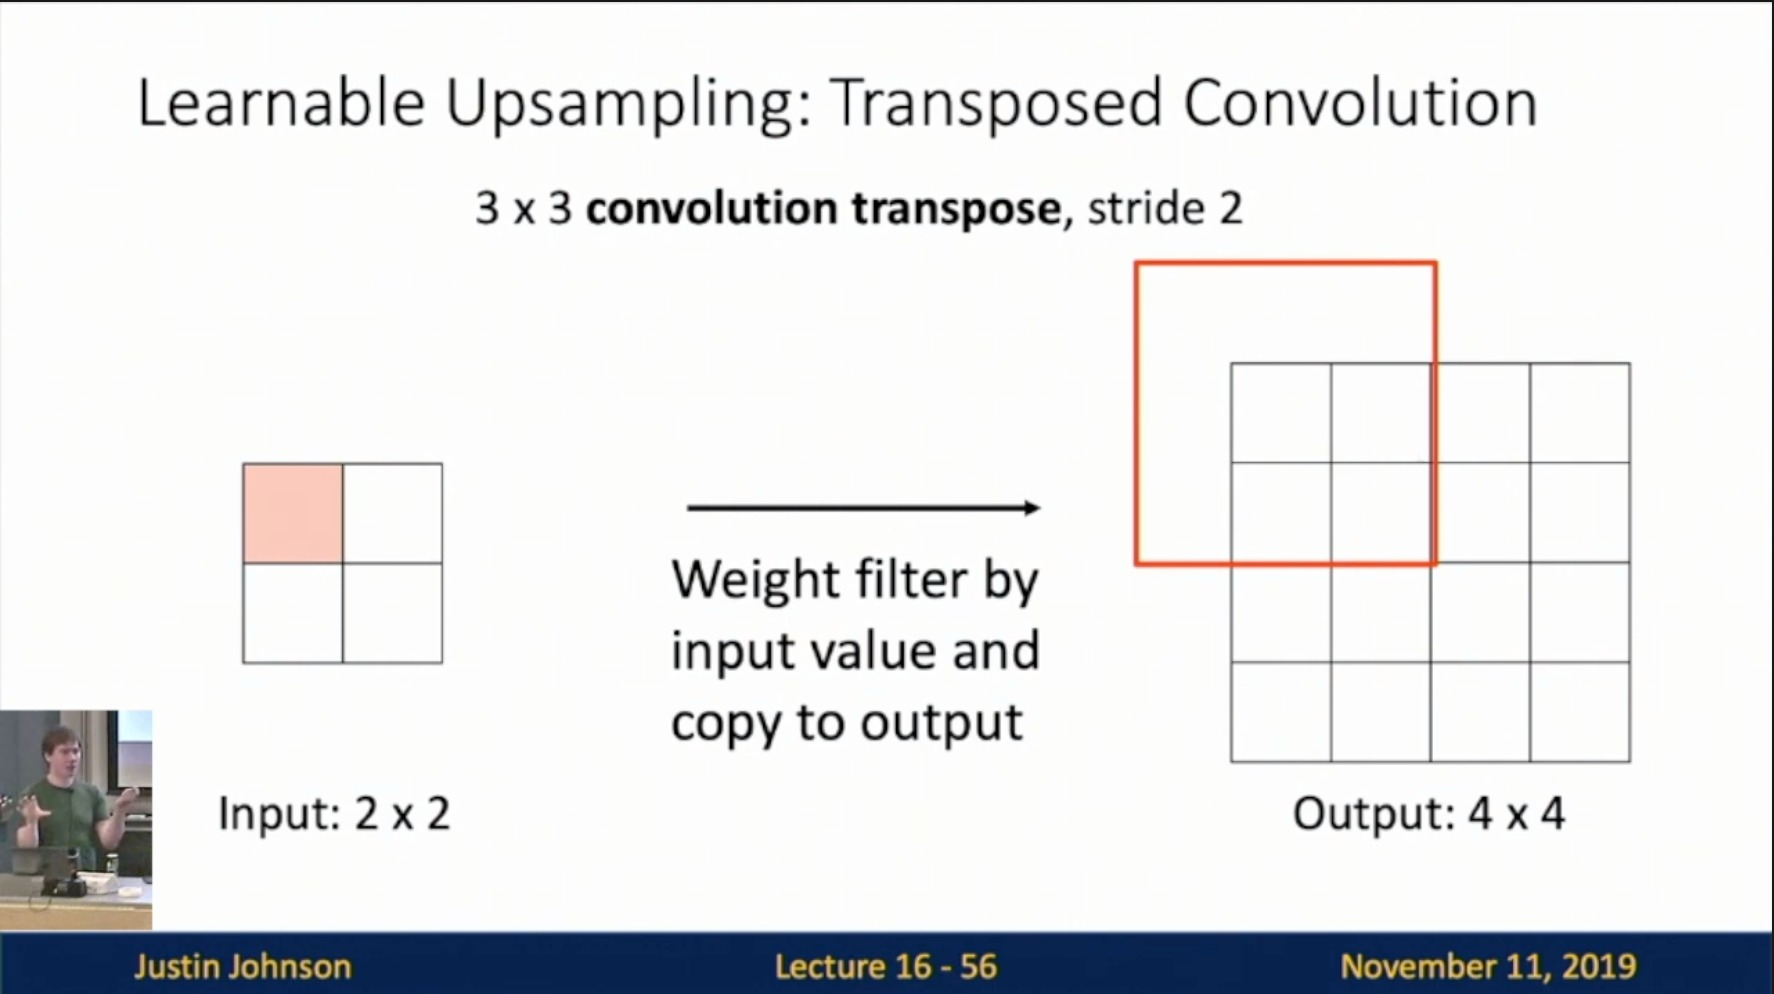 Learnable Upsampling: Transposed Convolution
3 x 3 convolution transpose, stride 2
Weight filter by
input value and
copy to output
Input: 2 x 2
Output: 4 x 4
Justin Johnson
Lecture 16 - 56
November 11, 2019